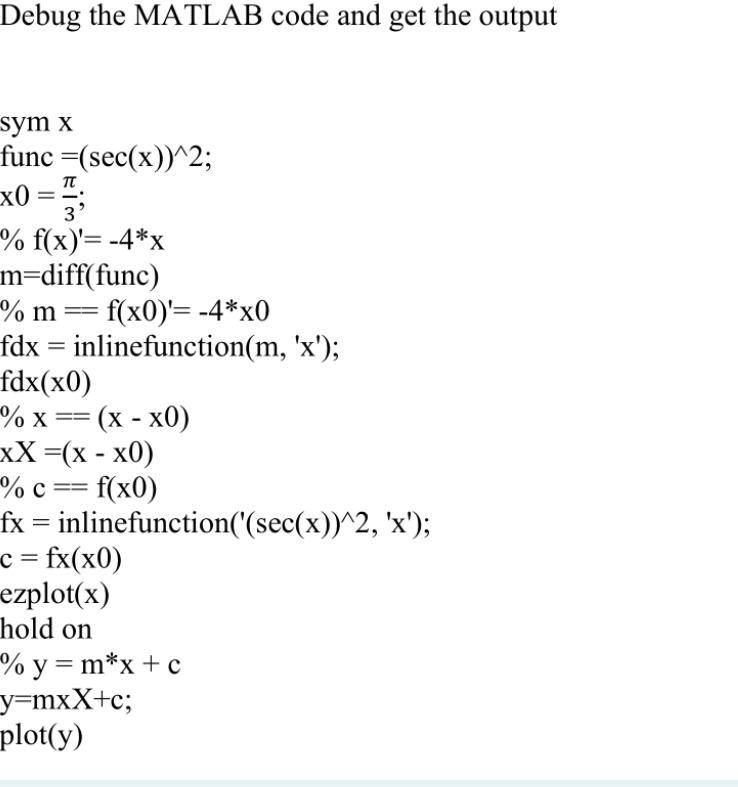 Debug the MATLAB code and get the output
sym x
func =(sec(x))^2;
x0 = π/3;
% f(x)'= -4*x
m=diff(func)
% m == f(x0)'= -4*x0
fdx = inlinefunction(m, 'x');
fdx(x0)
% x == (x - x0)
xX =(x - x0)
% c == f(x0)
fx = inlinefunction('(sec(x))^2, 'x');
c = fx(x0)
ezplot(x)
hold on
% y = m*x + c
y=mxX+c;
plot(y)